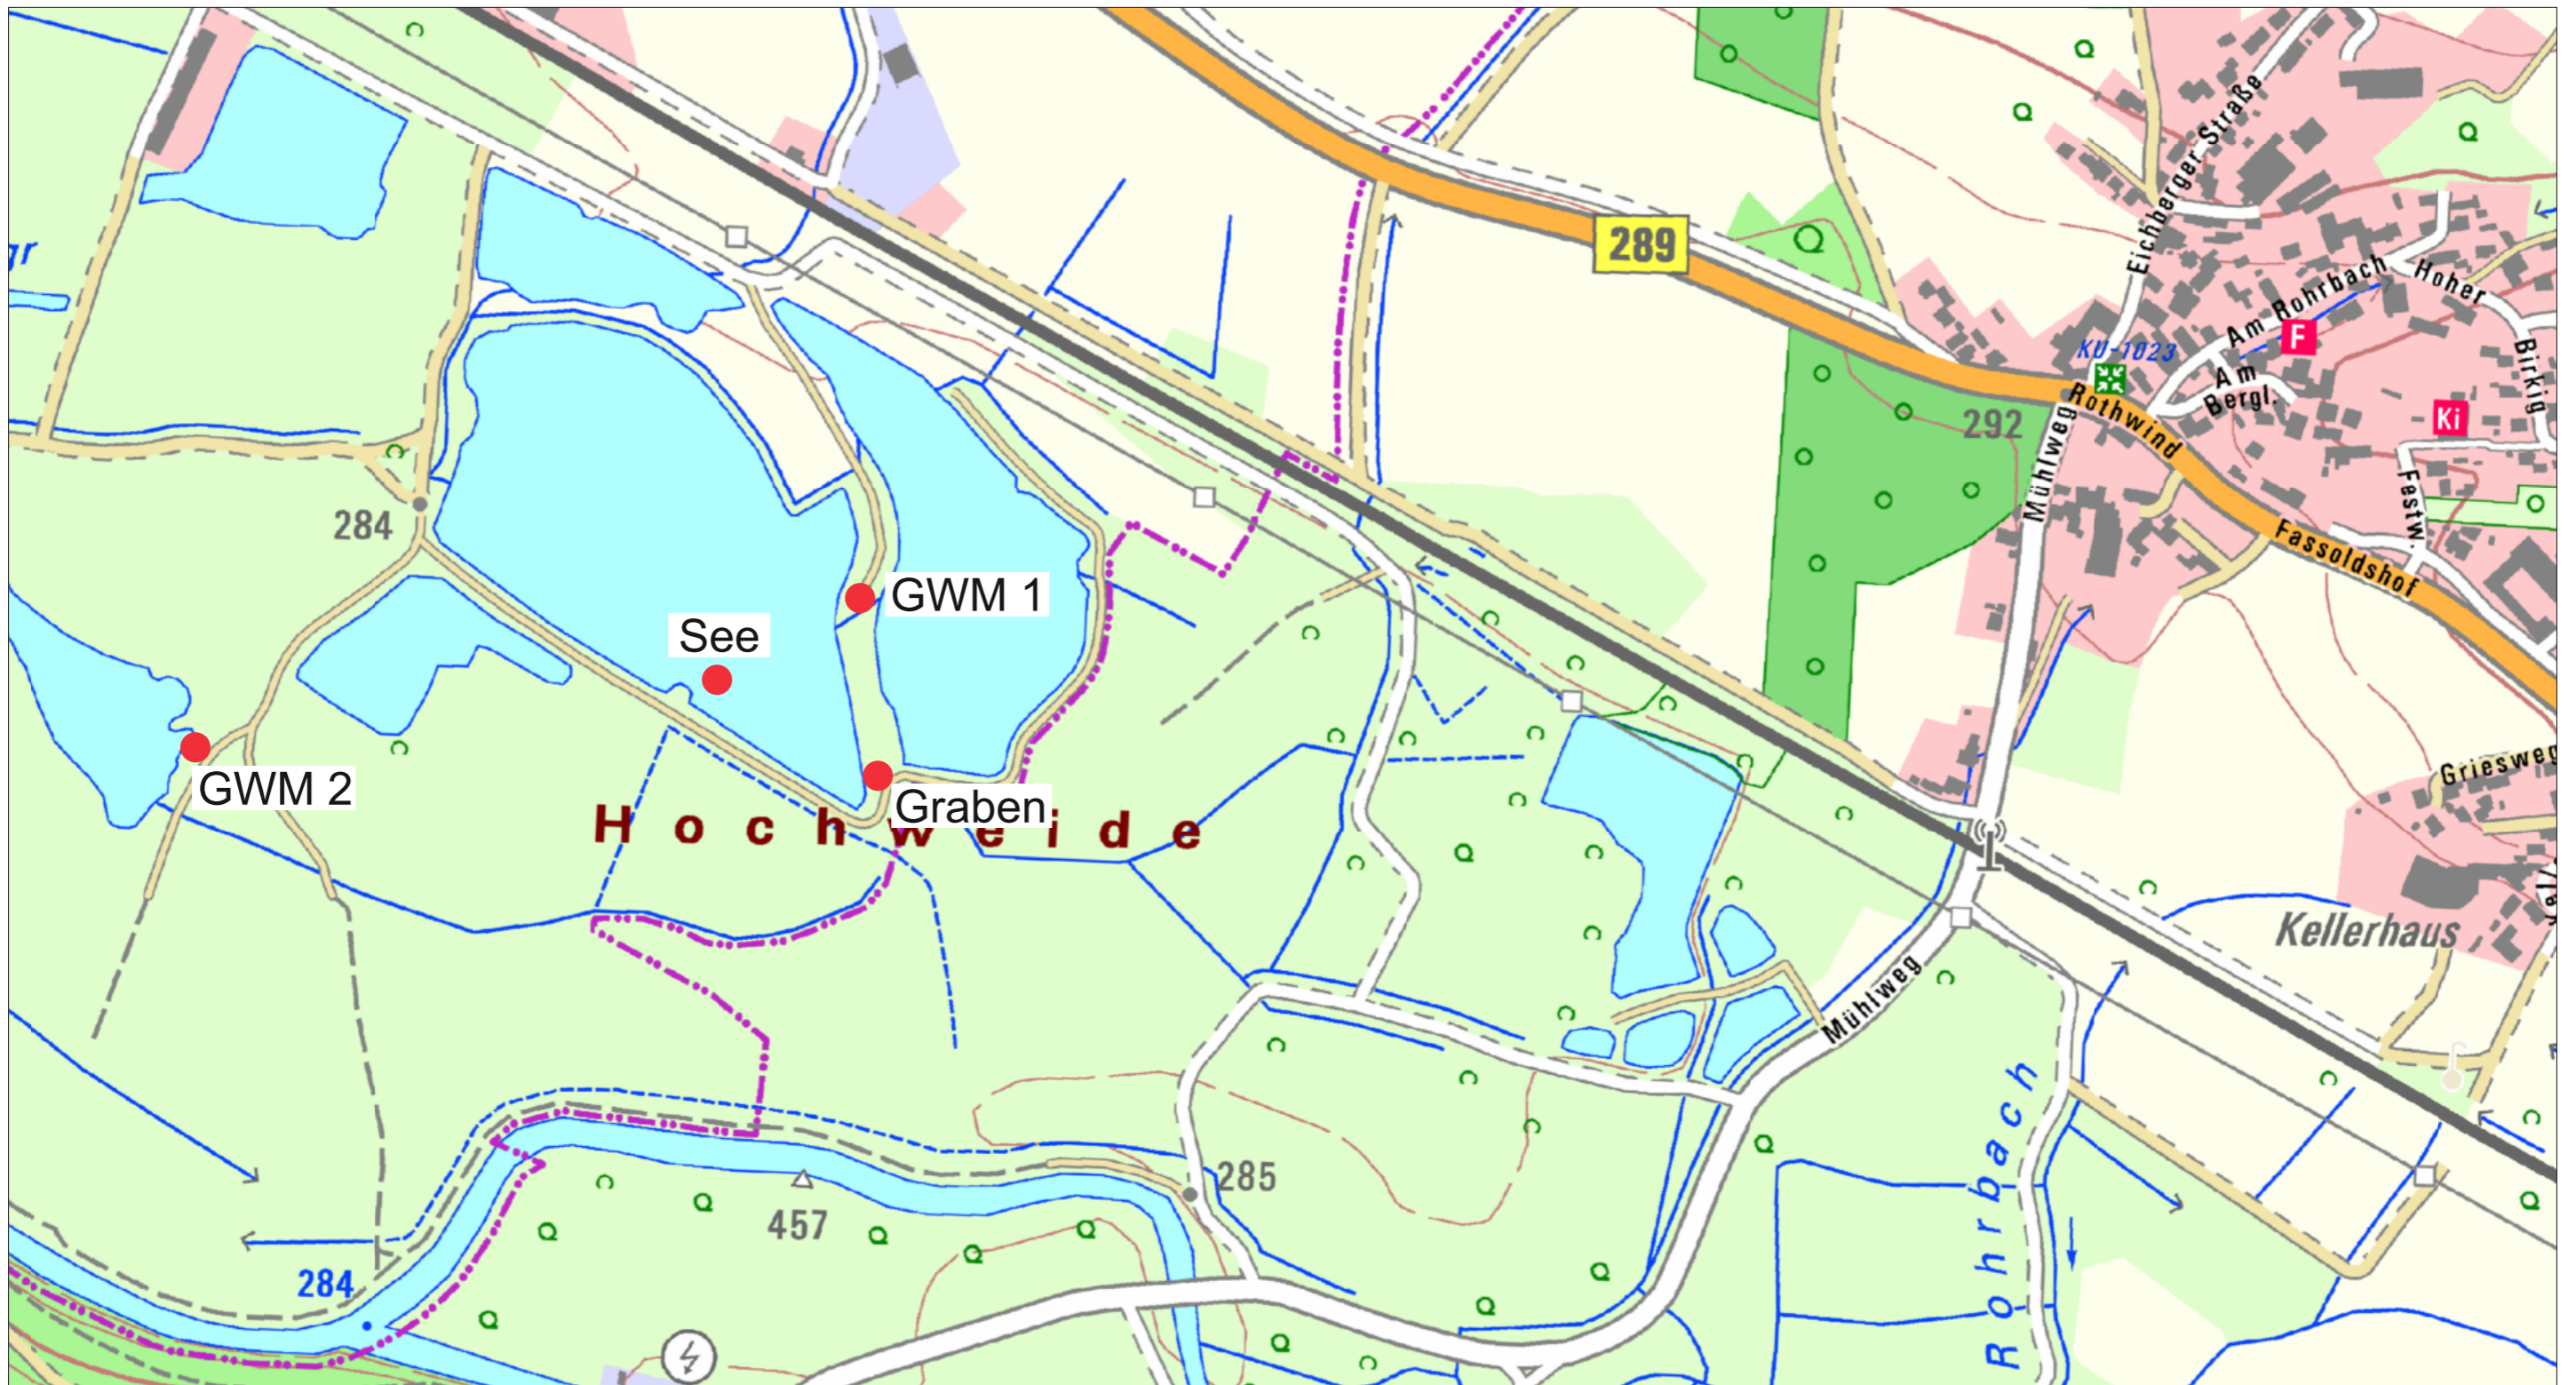 Eichberger Straße
289
gr
Am Rohrbach
Hoher
F
KU-1023
Birkig
Am
Bergl.
Rothwind
292
Mühlweg
Ki
Festw.
284
Fassoldshof
GWM 1
See
GWM 2
Griesweg
Graben
Hochweide
Kellerhaus
Mühlweg
Rohrbach
285
457
284